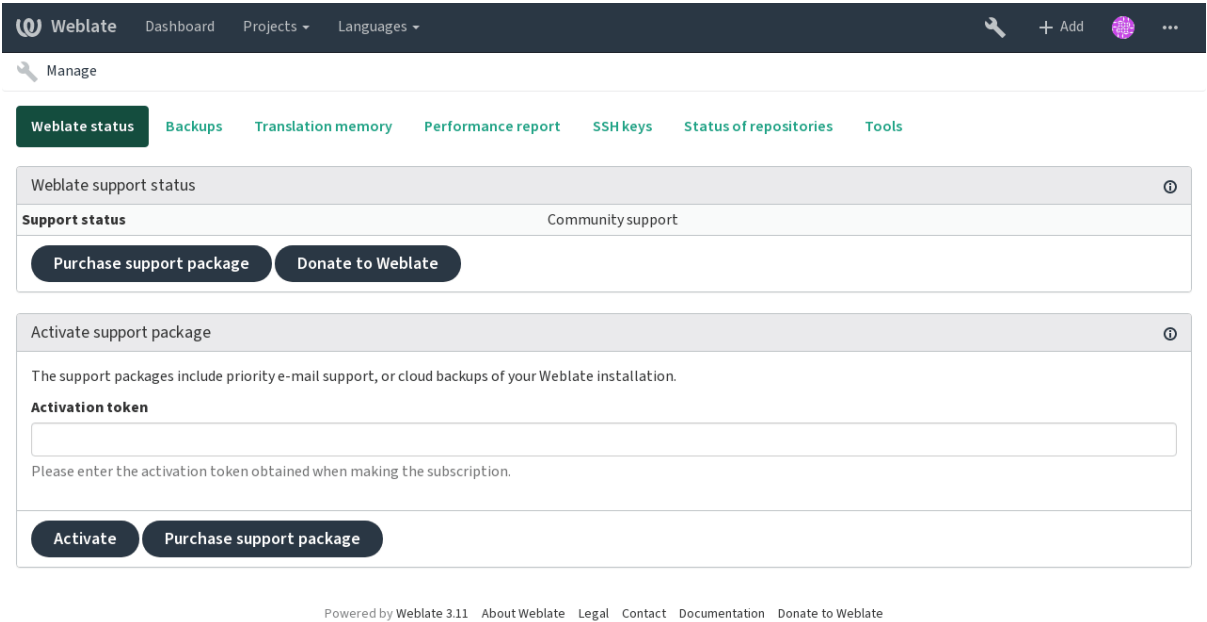 Weblate Dashboard Projects Languages Add
Manage
Weblate status Backups Translation memory Performance report SSH keys Status of repositories Tools
Weblate support status
Support status Community support
Purchase support package Donate to Weblate
Activate support package
The support packages include priority e-mail support, or cloud backups of your Weblate installation.
Activation token
Please enter the activation token obtained when making the subscription.
Activate Purchase support package
Powered by Weblate 3.11 About Weblate Legal Contact Documentation Donate to Weblate